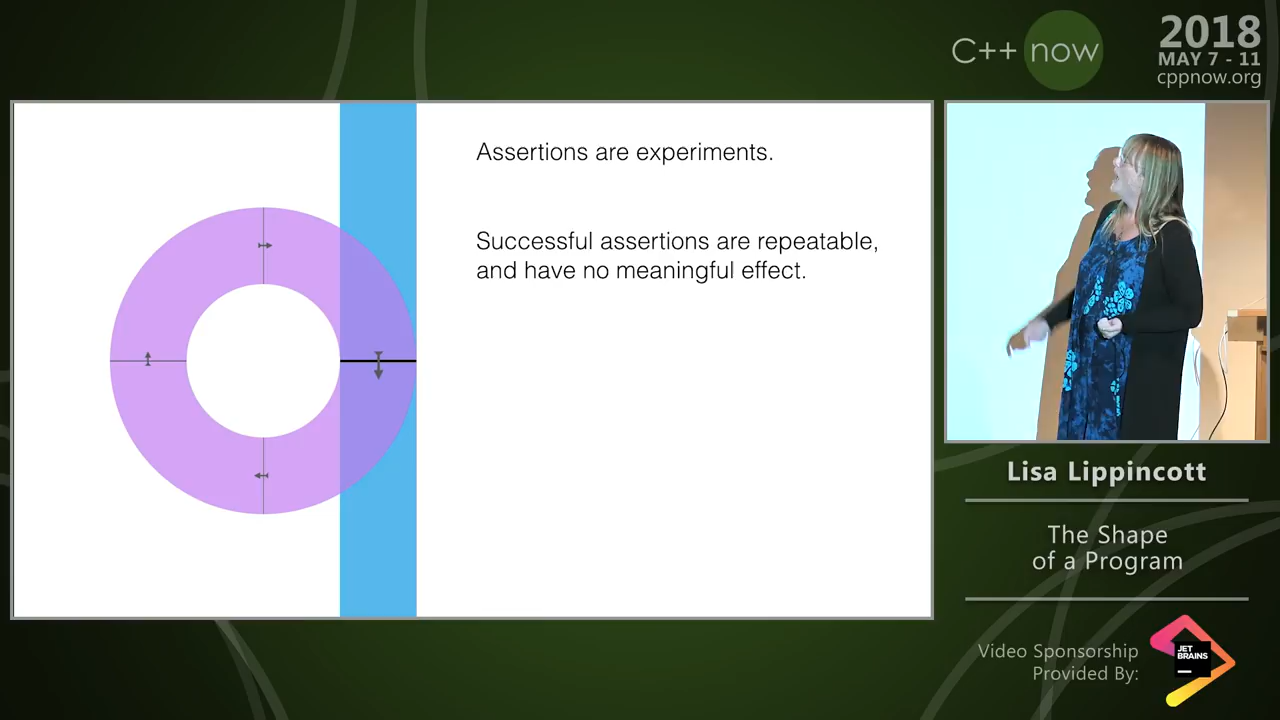 C++ now
2018
MAY 7 - 11
cppnow.org
Assertions are experiments.
Successful assertions are repeatable,
and have no meaningful effect.
Lisa Lippincott
The Shape
of a Program
Video Sponsorship
Provided By:
JET
BRAINS